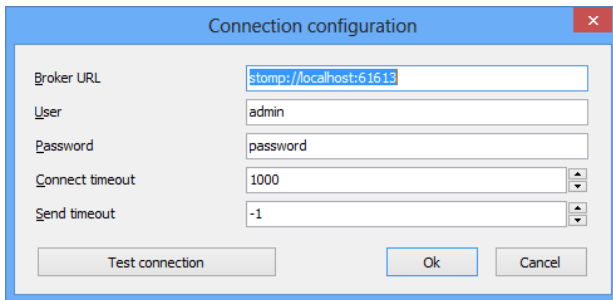 Connection configuration
Broker URL stomp://localhost:61613
User admin
Password password
Connect timeout 1000
Send timeout -1
Test connection Ok Cancel